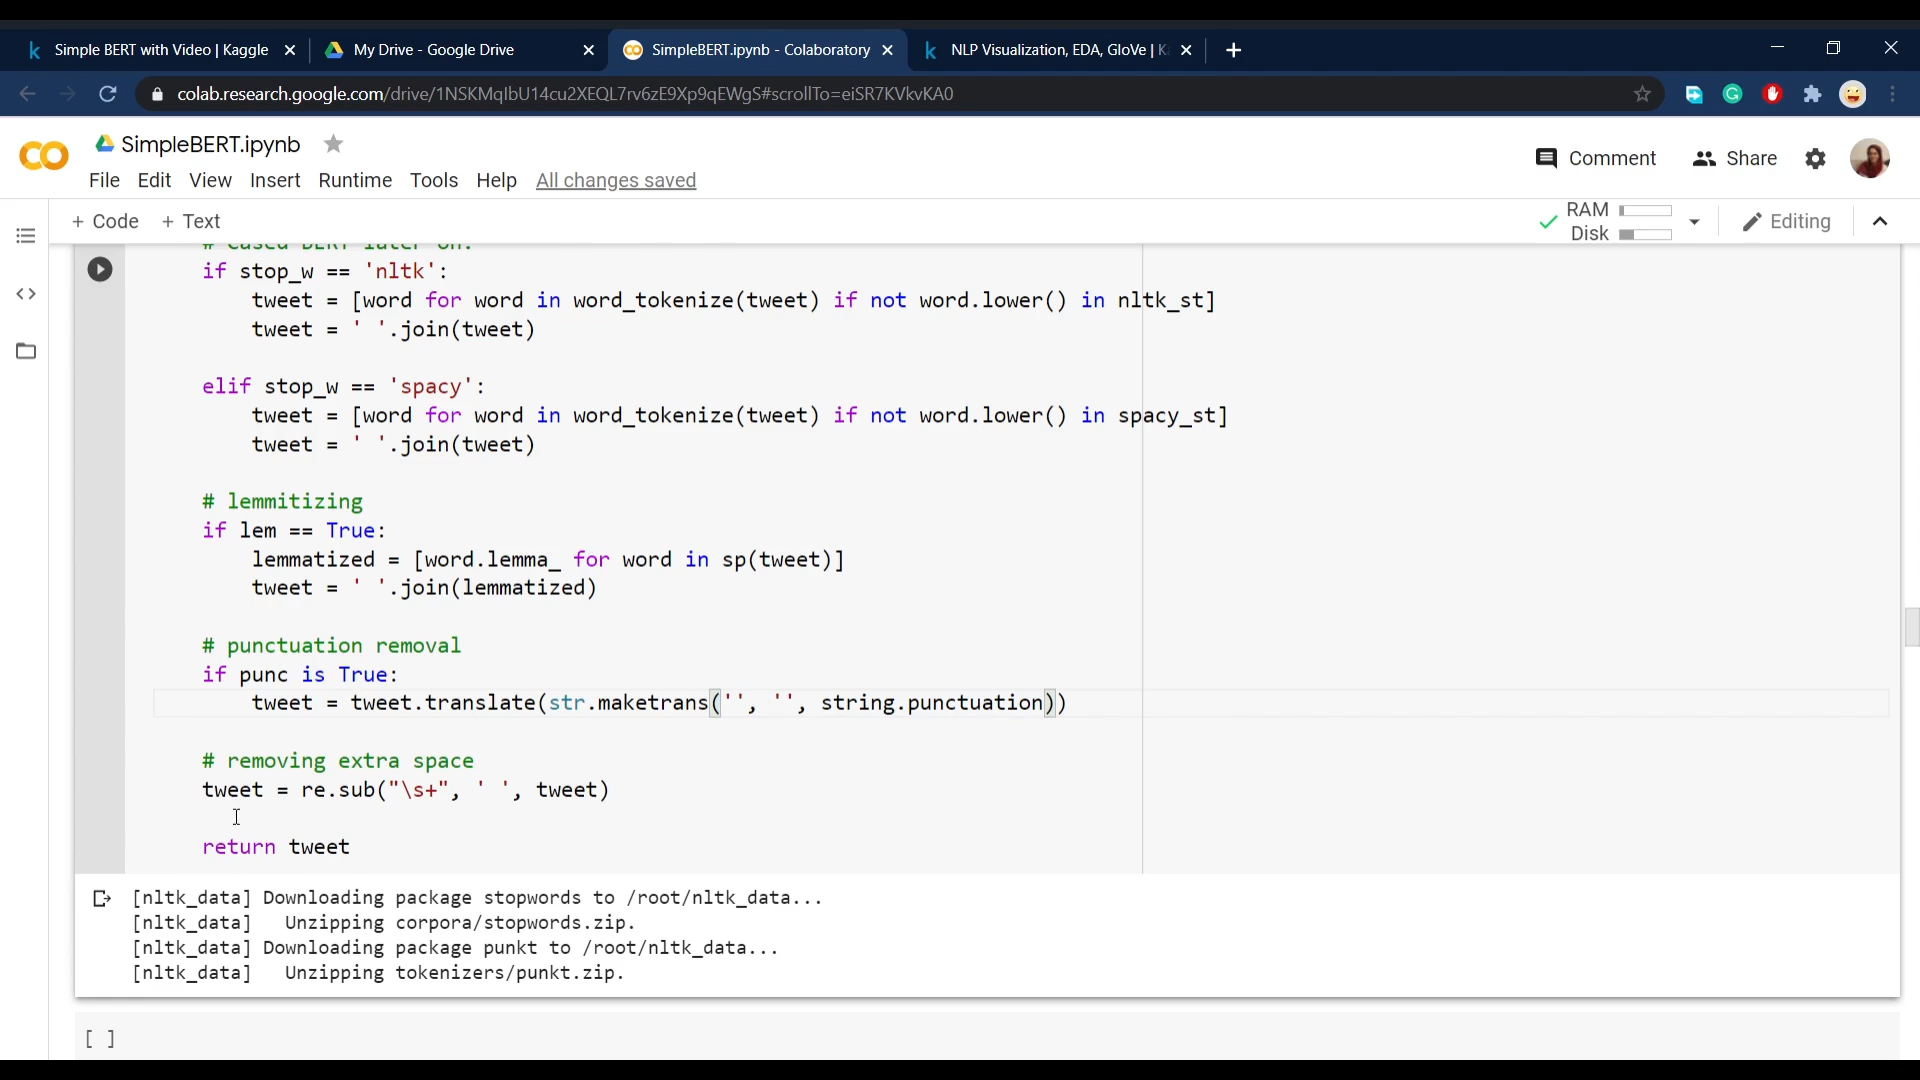 Simple BERT with Video | Kaggle
My Drive - Google Drive
SimpleBERT.ipynb - Colaboratory
NLP Visualization, EDA, GloVe |
colab.research.google.com/drive/1NSKMqIbU14cu2XEQL7rv6zE9Xp9qEWgS#scrollTo=eiSR7KVkvKA0
SimpleBERT.ipynb
Comment
Share
File Edit View Insert Runtime Tools Help All changes saved
+ Code + Text
RAM
Disk
Editing
# Cased BERT later on.
if stop_w == 'nltk':
tweet = [word for word in word_tokenize(tweet) if not word.lower() in nltk_st]
tweet = ' '.join(tweet)
elif stop_w == 'spacy':
tweet = [word for word in word_tokenize(tweet) if not word.lower() in spacy_st]
tweet = ' '.join(tweet)
# lemmitizing
if lem == True:
lemmatized = [word.lemma_ for word in sp(tweet)]
tweet = ' '.join(lemmatized)
# punctuation removal
if punc is True:
tweet = tweet.translate(str.maketrans('', '', string.punctuation))
# removing extra space
tweet = re.sub("\s+", ' ', tweet)
return tweet
[nltk_data] Downloading package stopwords to /root/nltk_data...
[nltk_data]   Unzipping corpora/stopwords.zip.
[nltk_data] Downloading package punkt to /root/nltk_data...
[nltk_data]   Unzipping tokenizers/punkt.zip.
[ ]